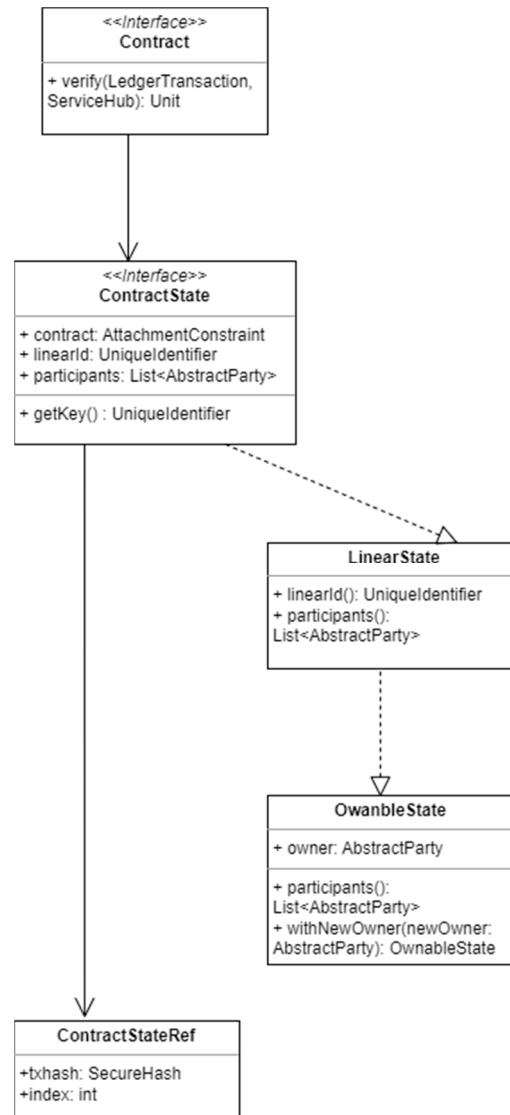 <<Interface>>
Contract
+ verify(LedgerTransaction,
ServiceHub): Unit
<<Interface>>
ContractState
+ contract: AttachmentConstraint
+ linearId: UniqueIdentifier
+ participants: List<AbstractParty>
+ getKey() : UniqueIdentifier
LinearState
+ linearId(): UniqueIdentifier
+ participants():
List<AbstractParty>
OwanbleState
+ owner: AbstractParty
+ participants():
List<AbstractParty>
+ withNewOwner(newOwner:
AbstractParty): OwnableState
ContractStateRef
+txhash: SecureHash
+index: int